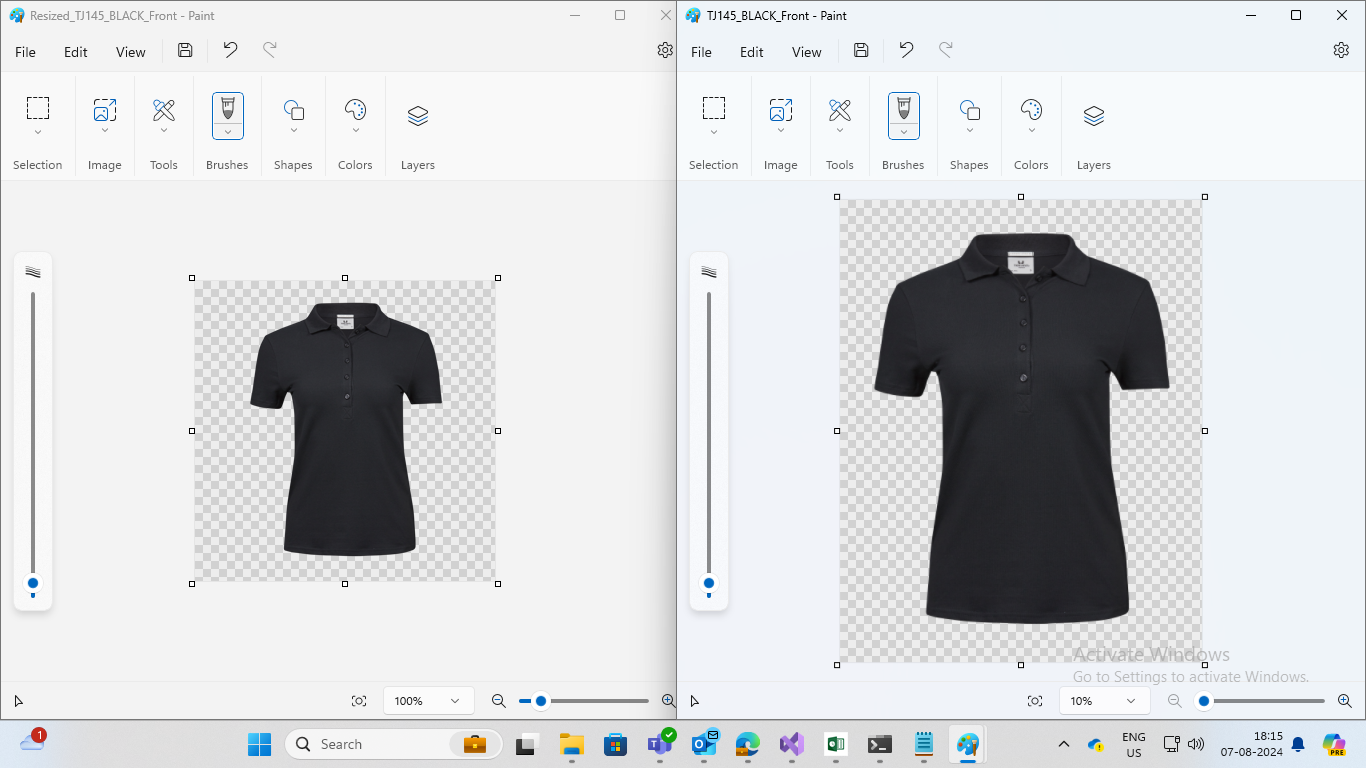 Resized_TJ145_BLACK_Front - Paint
File Edit View
Selection Image Tools Brushes Shapes Colors Layers
100%
TJ145_BLACK_Front - Paint
File Edit View
Selection Image Tools Brushes Shapes Colors Layers
Activate Windows
Go to Settings to activate Windows.
10%
1
Search
ENG
US
18:15
07-08-2024
PRE